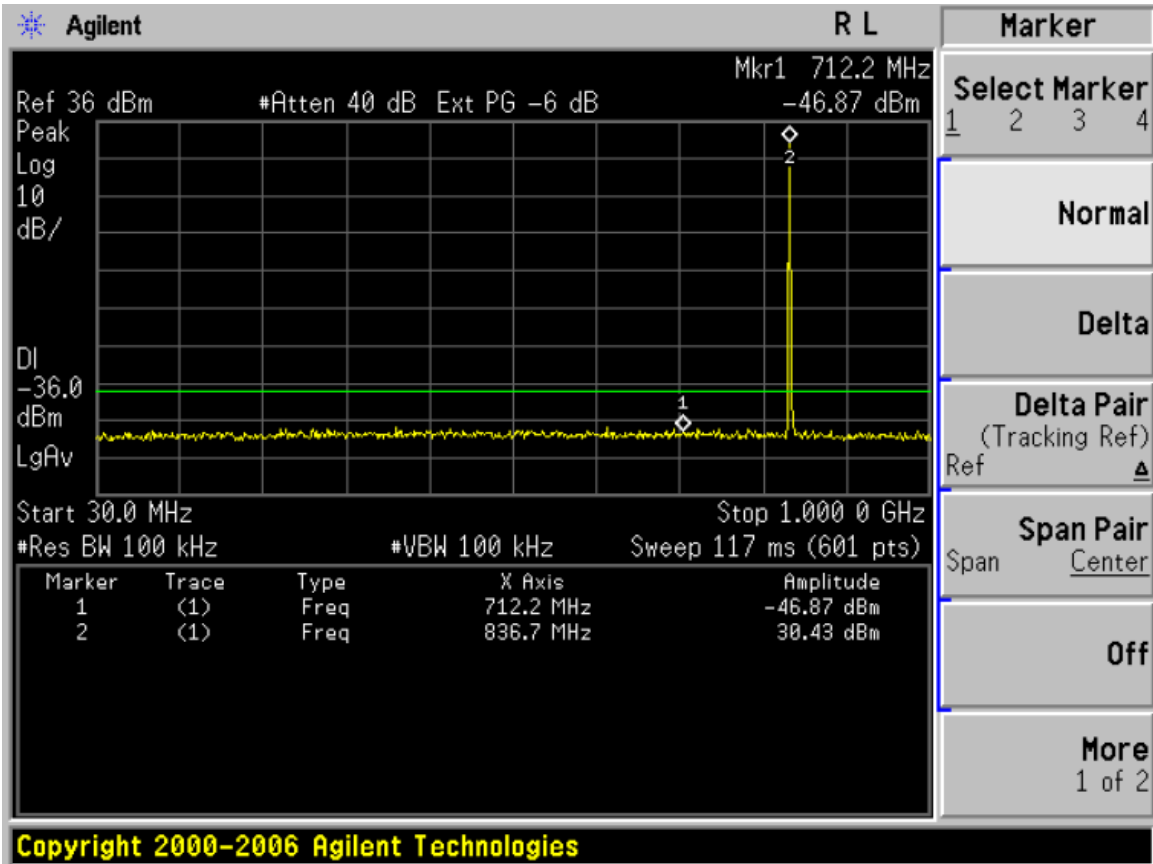 Agilent R L Marker
Mkr1 712.2 MHz
Ref 36 dBm #Atten 40 dB Ext PG -6 dB -46.87 dBm
Peak
Log
10
dB/
2
DI
-36.0
dBm
LgAv
1
Start 30.0 MHz Stop 1.000 0 GHz
#Res BW 100 kHz #VBW 100 kHz Sweep 117 ms (601 pts)
Marker Trace Type X Axis Amplitude
1 (1) Freq 712.2 MHz -46.87 dBm
2 (1) Freq 836.7 MHz 30.43 dBm
Select Marker
1 2 3 4
Normal
Delta
Delta Pair
(Tracking Ref)
Ref Δ
Span Pair
Span Center
Off
More
1 of 2
Copyright 2000-2006 Agilent Technologies